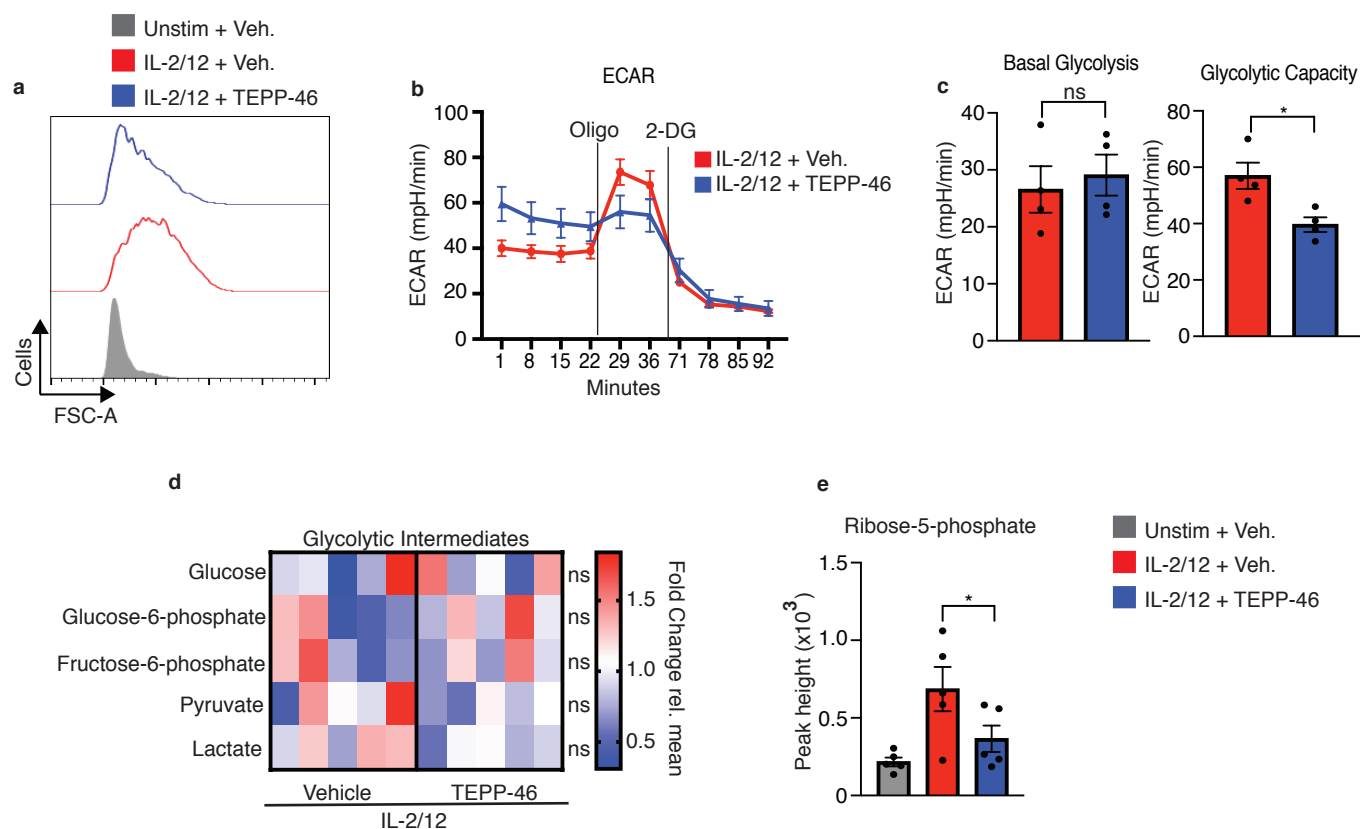 Unstim + Veh.
IL-2/12 + Veh.
IL-2/12 + TEPP-46
a
Cells
FSC-A
b
ECAR
ECAR (mpH/min)
100
80
60
40
20
0
Oligo
2-DG
IL-2/12 + Veh.
IL-2/12 + TEPP-46
1 8 15 22 29 36 71 78 85 92
Minutes
c
Basal Glycolysis
ECAR (mpH/min)
40
30
20
10
0
ns
Glycolytic Capacity
ECAR (mpH/min)
80
60
40
20
0
*
d
Glycolytic Intermediates
Glucose
ns
Glucose-6-phosphate
ns
Fructose-6-phosphate
ns
Pyruvate
ns
Lactate
ns
1.5
1.0
0.5
Fold Change rel. mean
Vehicle TEPP-46
IL-2/12
e
Ribose-5-phosphate
Peak height (x10³)
1.5
1.0
0.5
0
*
Unstim + Veh.
IL-2/12 + Veh.
IL-2/12 + TEPP-46